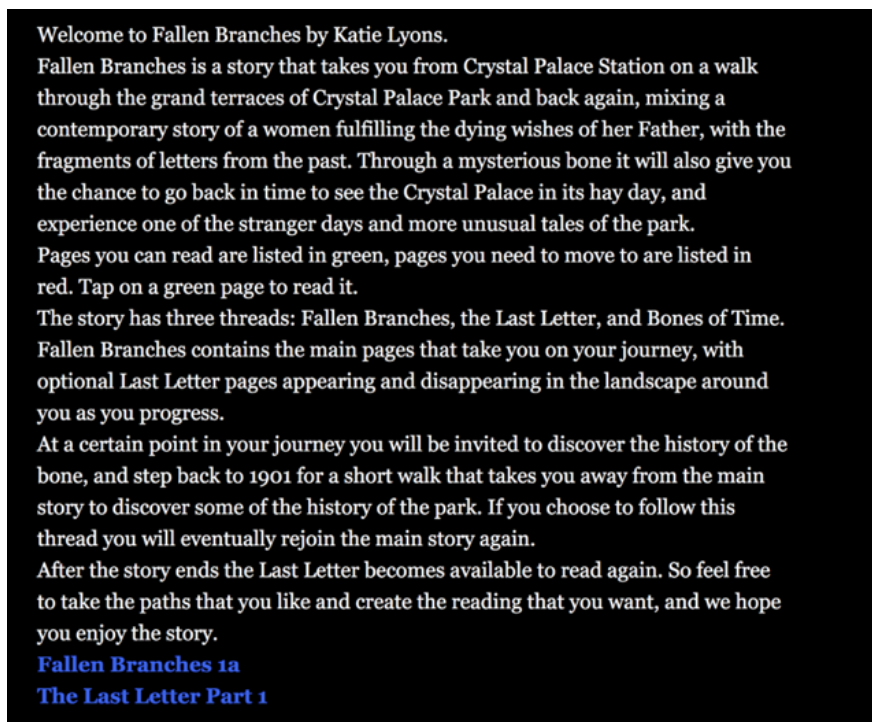 Welcome to Fallen Branches by Katie Lyons.
Fallen Branches is a story that takes you from Crystal Palace Station on a walk
through the grand terraces of Crystal Palace Park and back again, mixing a
contemporary story of a women fulfilling the dying wishes of her Father, with the
fragments of letters from the past. Through a mysterious bone it will also give you
the chance to go back in time to see the Crystal Palace in its hay day, and
experience one of the stranger days and more unusual tales of the park.
Pages you can read are listed in green, pages you need to move to are listed in
red. Tap on a green page to read it.
The story has three threads: Fallen Branches, the Last Letter, and Bones of Time.
Fallen Branches contains the main pages that take you on your journey, with
optional Last Letter pages appearing and disappearing in the landscape around
you as you progress.
At a certain point in your journey you will be invited to discover the history of the
bone, and step back to 1901 for a short walk that takes you away from the main
story to discover some of the history of the park. If you choose to follow this
thread you will eventually rejoin the main story again.
After the story ends the Last Letter becomes available to read again. So feel free
to take the paths that you like and create the reading that you want, and we hope
you enjoy the story.
Fallen Branches 1a
The Last Letter Part 1